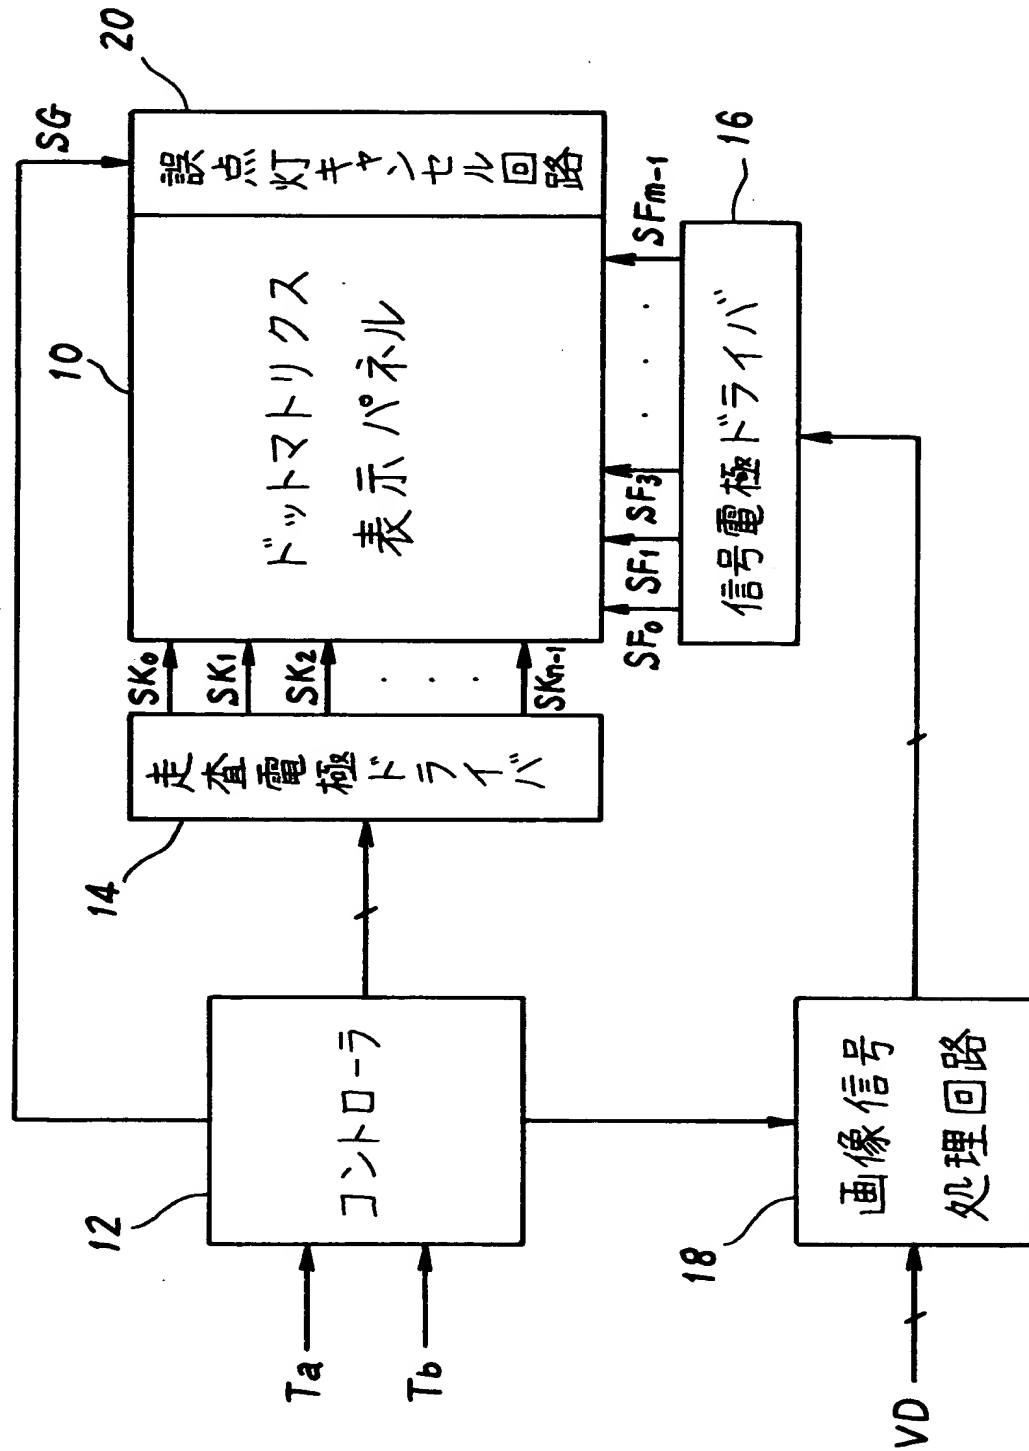 SG
20
誤点灯キャンセル回路
10
ドットマトリクス
表示パネル
SK₀
SK₁
SK₂
SKn-1
走査電極ドライバ
14
SF₀
SF₁
SF₃
SFm-1
16
信号電極ドライバ
12
コントローラ
Ta
Tb
18
画像信号
処理回路
VD